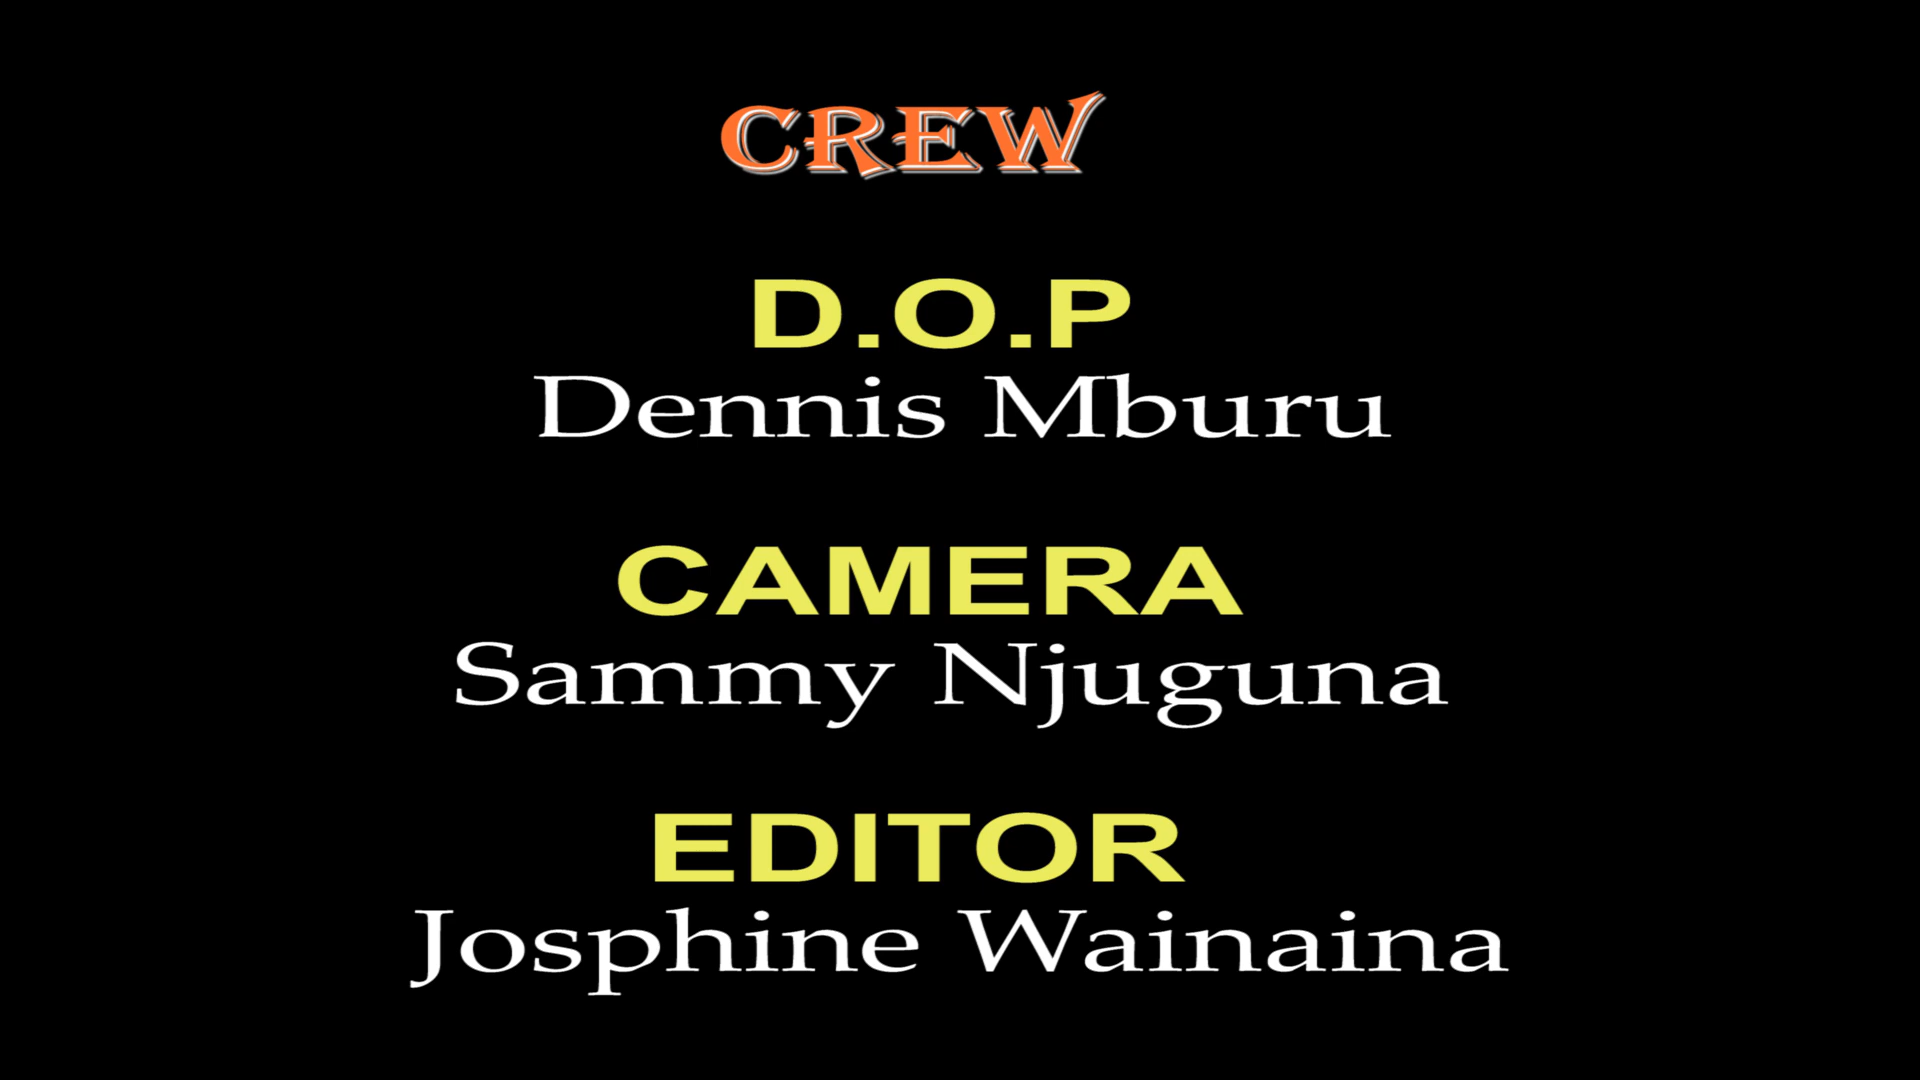 CREW
D.O.P
Dennis Mburu
CAMERA
Sammy Njuguna
EDITOR
Josphine Wainaina